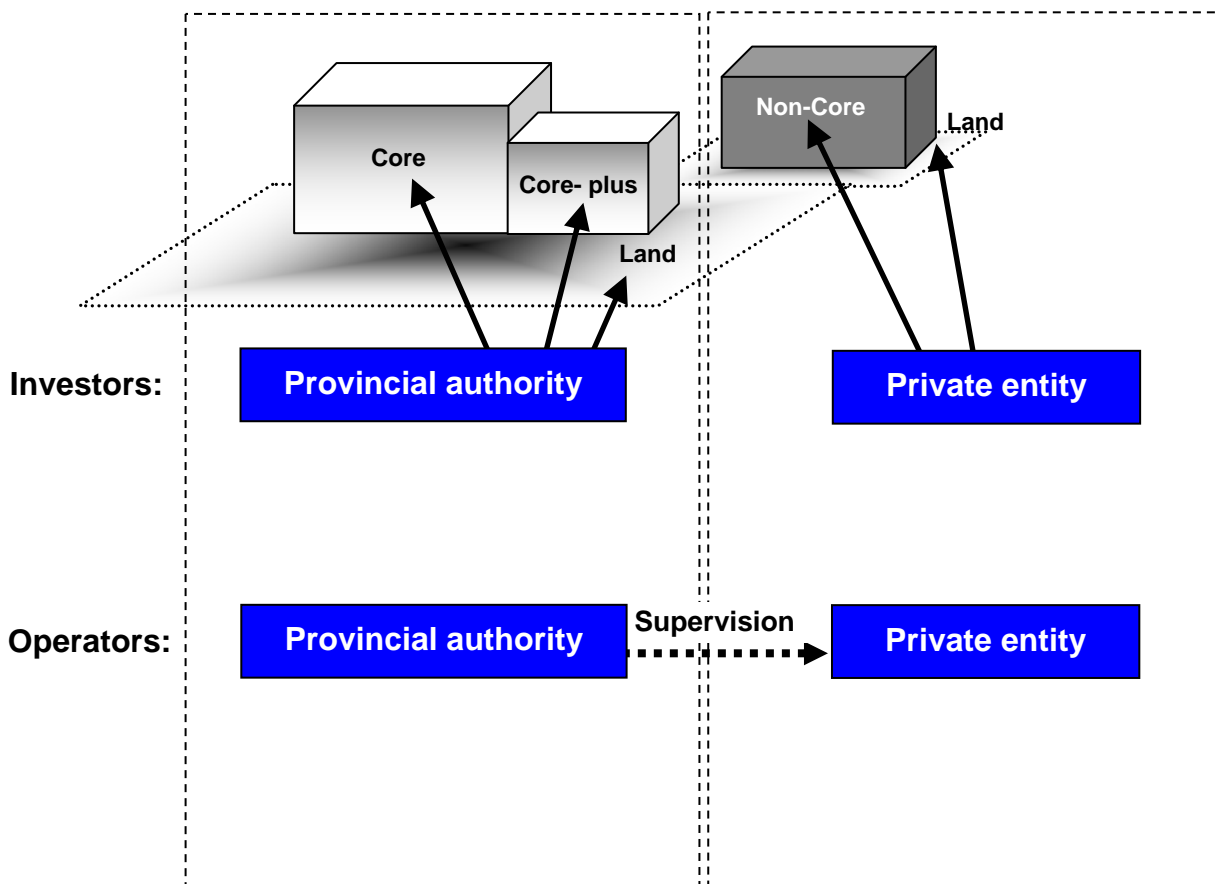 Non-Core
Land
Core
Core- plus
Land
Investors:
Provincial authority
Private entity
Operators:
Provincial authority
Supervision
Private entity